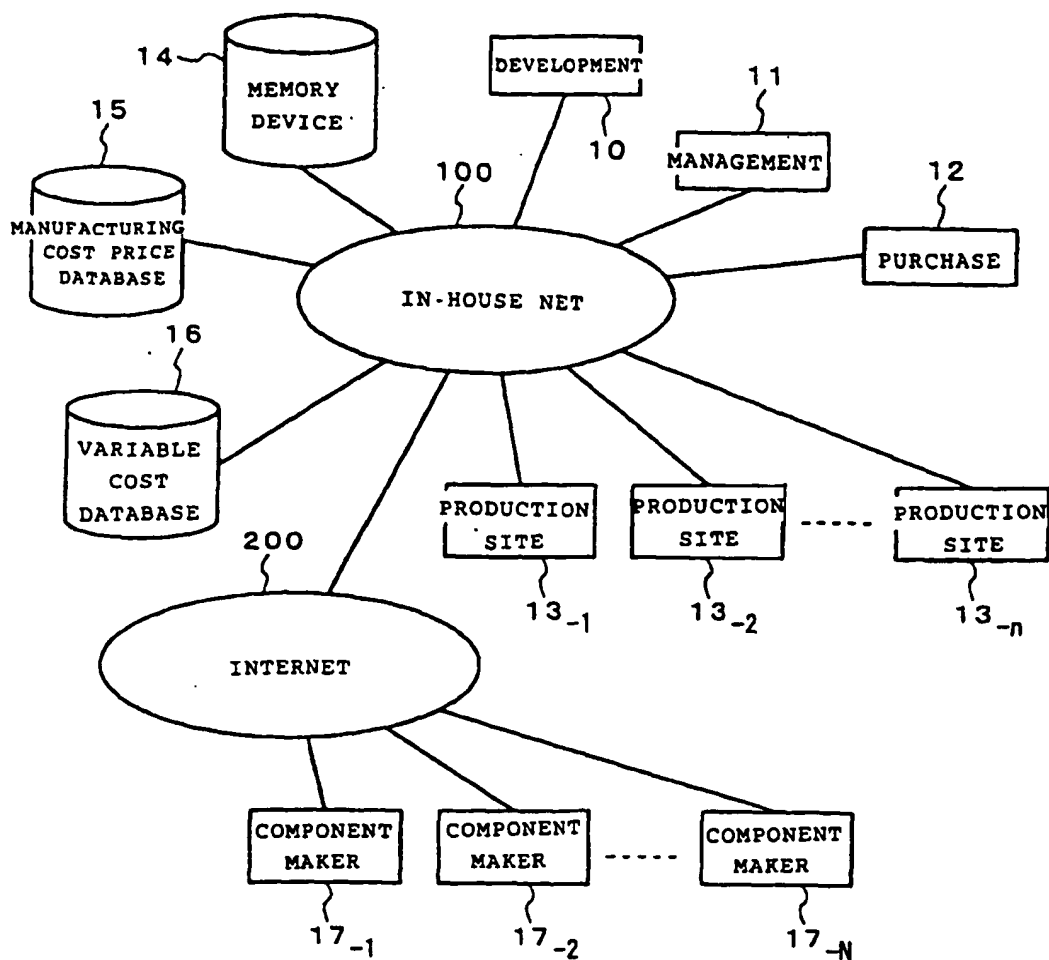 14
MEMORY
DEVICE
DEVELOPMENT
10
11
MANAGEMENT
15
MANUFACTURING
COST PRICE
DATABASE
100
IN-HOUSE NET
12
PURCHASE
16
VARIABLE
COST
DATABASE
PRODUCTION
SITE
13-1
PRODUCTION
SITE
13-2
PRODUCTION
SITE
13-n
200
INTERNET
COMPONENT
MAKER
17-1
COMPONENT
MAKER
17-2
COMPONENT
MAKER
17-N